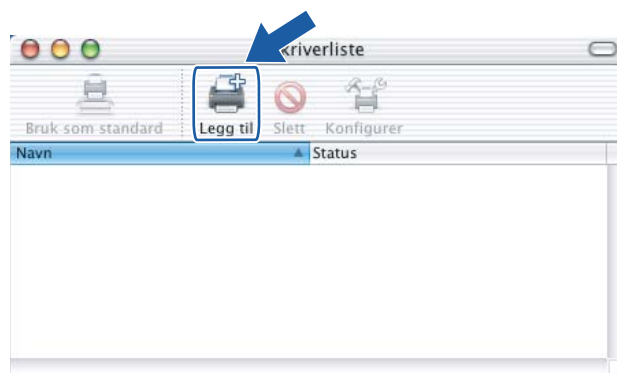 kriverliste
Bruk som standard Legg til Slett Konfigurer
Navn Status